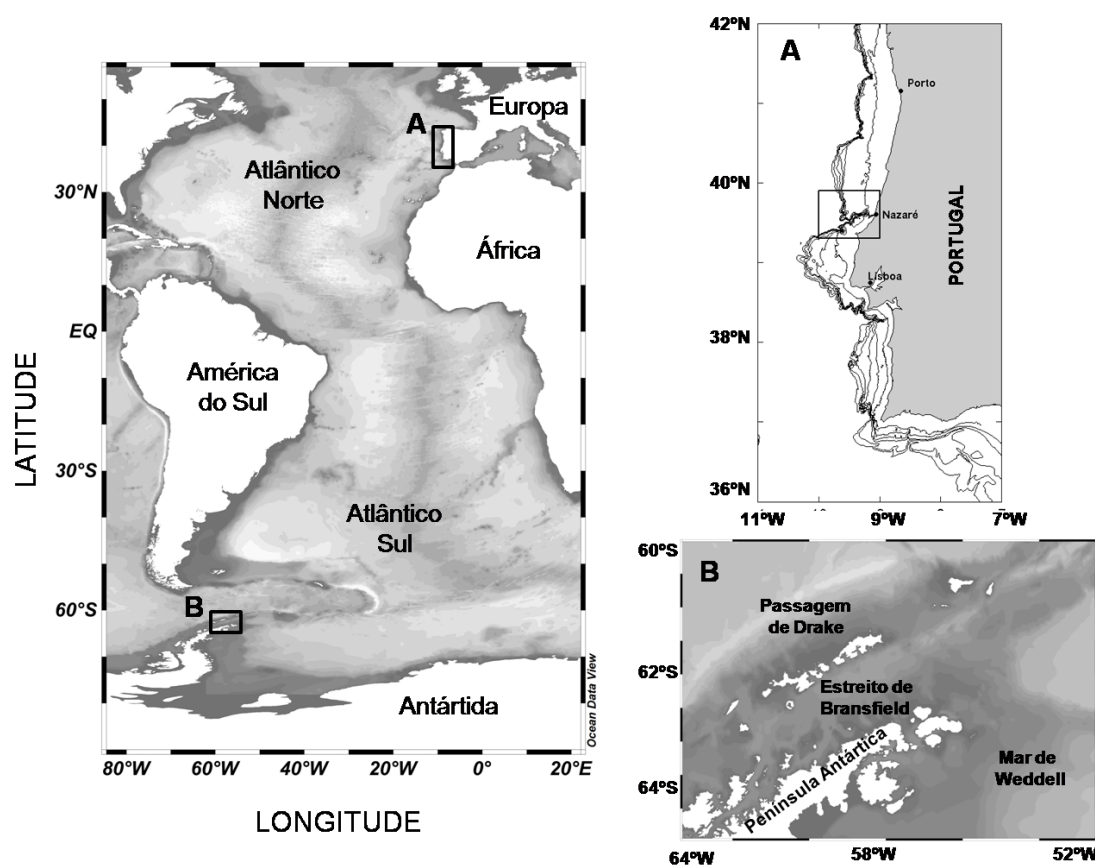 Europa
A
Atlântico
Norte
30ºN
África
EQ
América
do Sul
LATITUDE
30ºS
Atlântico
Sul
60ºS
B
Antártida
Ocean Data View
80ºW
60ºW
40ºW
20ºW
0º
20ºE
LONGITUDE
42ºN
A
Porto
40ºN
Nazaré
PORTUGAL
Lisboa
38ºN
36ºN
11ºW
9ºW
7ºW
60ºS
B
Passagem
de Drake
62ºS
Estreito de
Bransfield
Península Antártica
Mar de
Weddell
64ºS
64ºW
58ºW
52ºW